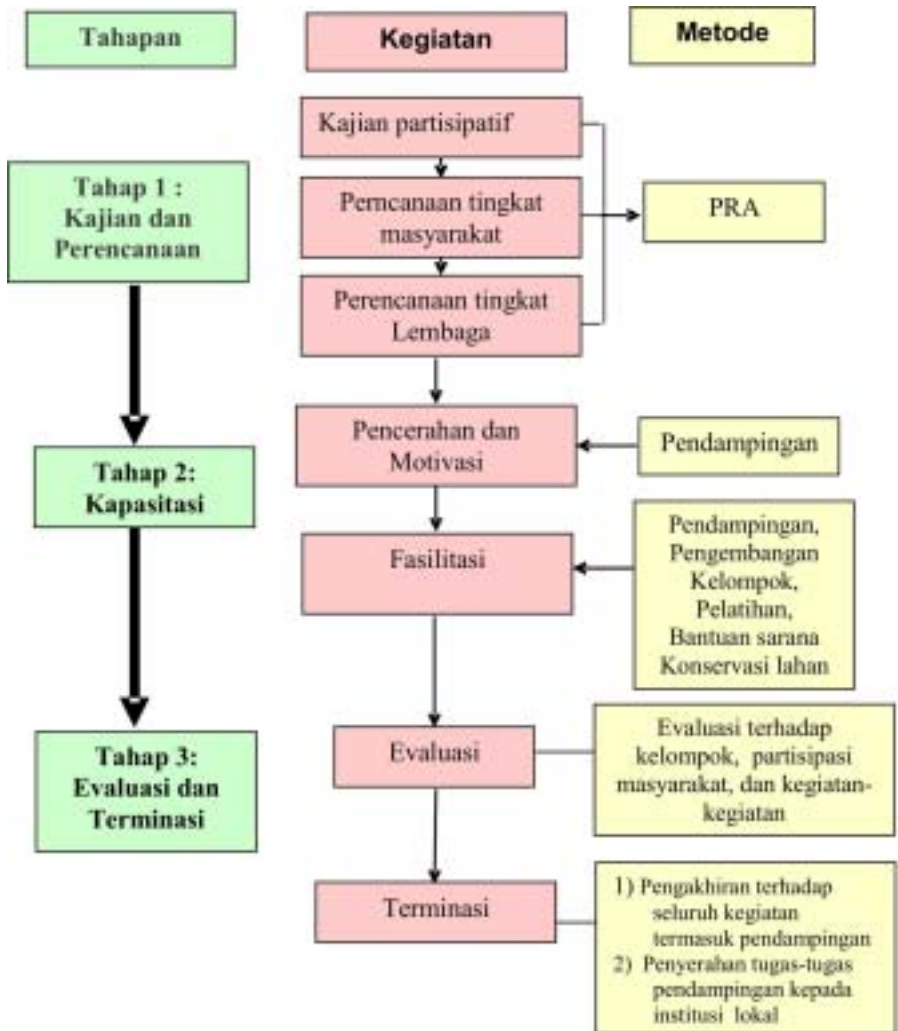 Tahapan
Kegiatan
Metode
Tahap 1 :
Kajian dan
Perencanaan
Kajian partisipatif
Perncanaan tingkat
masyarakat
Perencanaan tingkat
Lembaga
PRA
Tahap 2:
Kapasitasi
Pencerahan dan
Motivasi
Pendampingan
Fasilitasi
Pendampingan,
Pengembangan
Kelompok,
Pelatihan,
Bantuan sarana
Konservasi lahan
Tahap 3:
Evaluasi dan
Terminasi
Evaluasi
Evaluasi terhadap
kelompok, partisipasi
masyarakat, dan kegiatan-
kegiatan
Terminasi
1) Pengakhiran terhadap
seluruh kegiatan
termasuk pendampingan
2) Penyerahan tugas-tugas
pendampingan kepada
institusi lokal